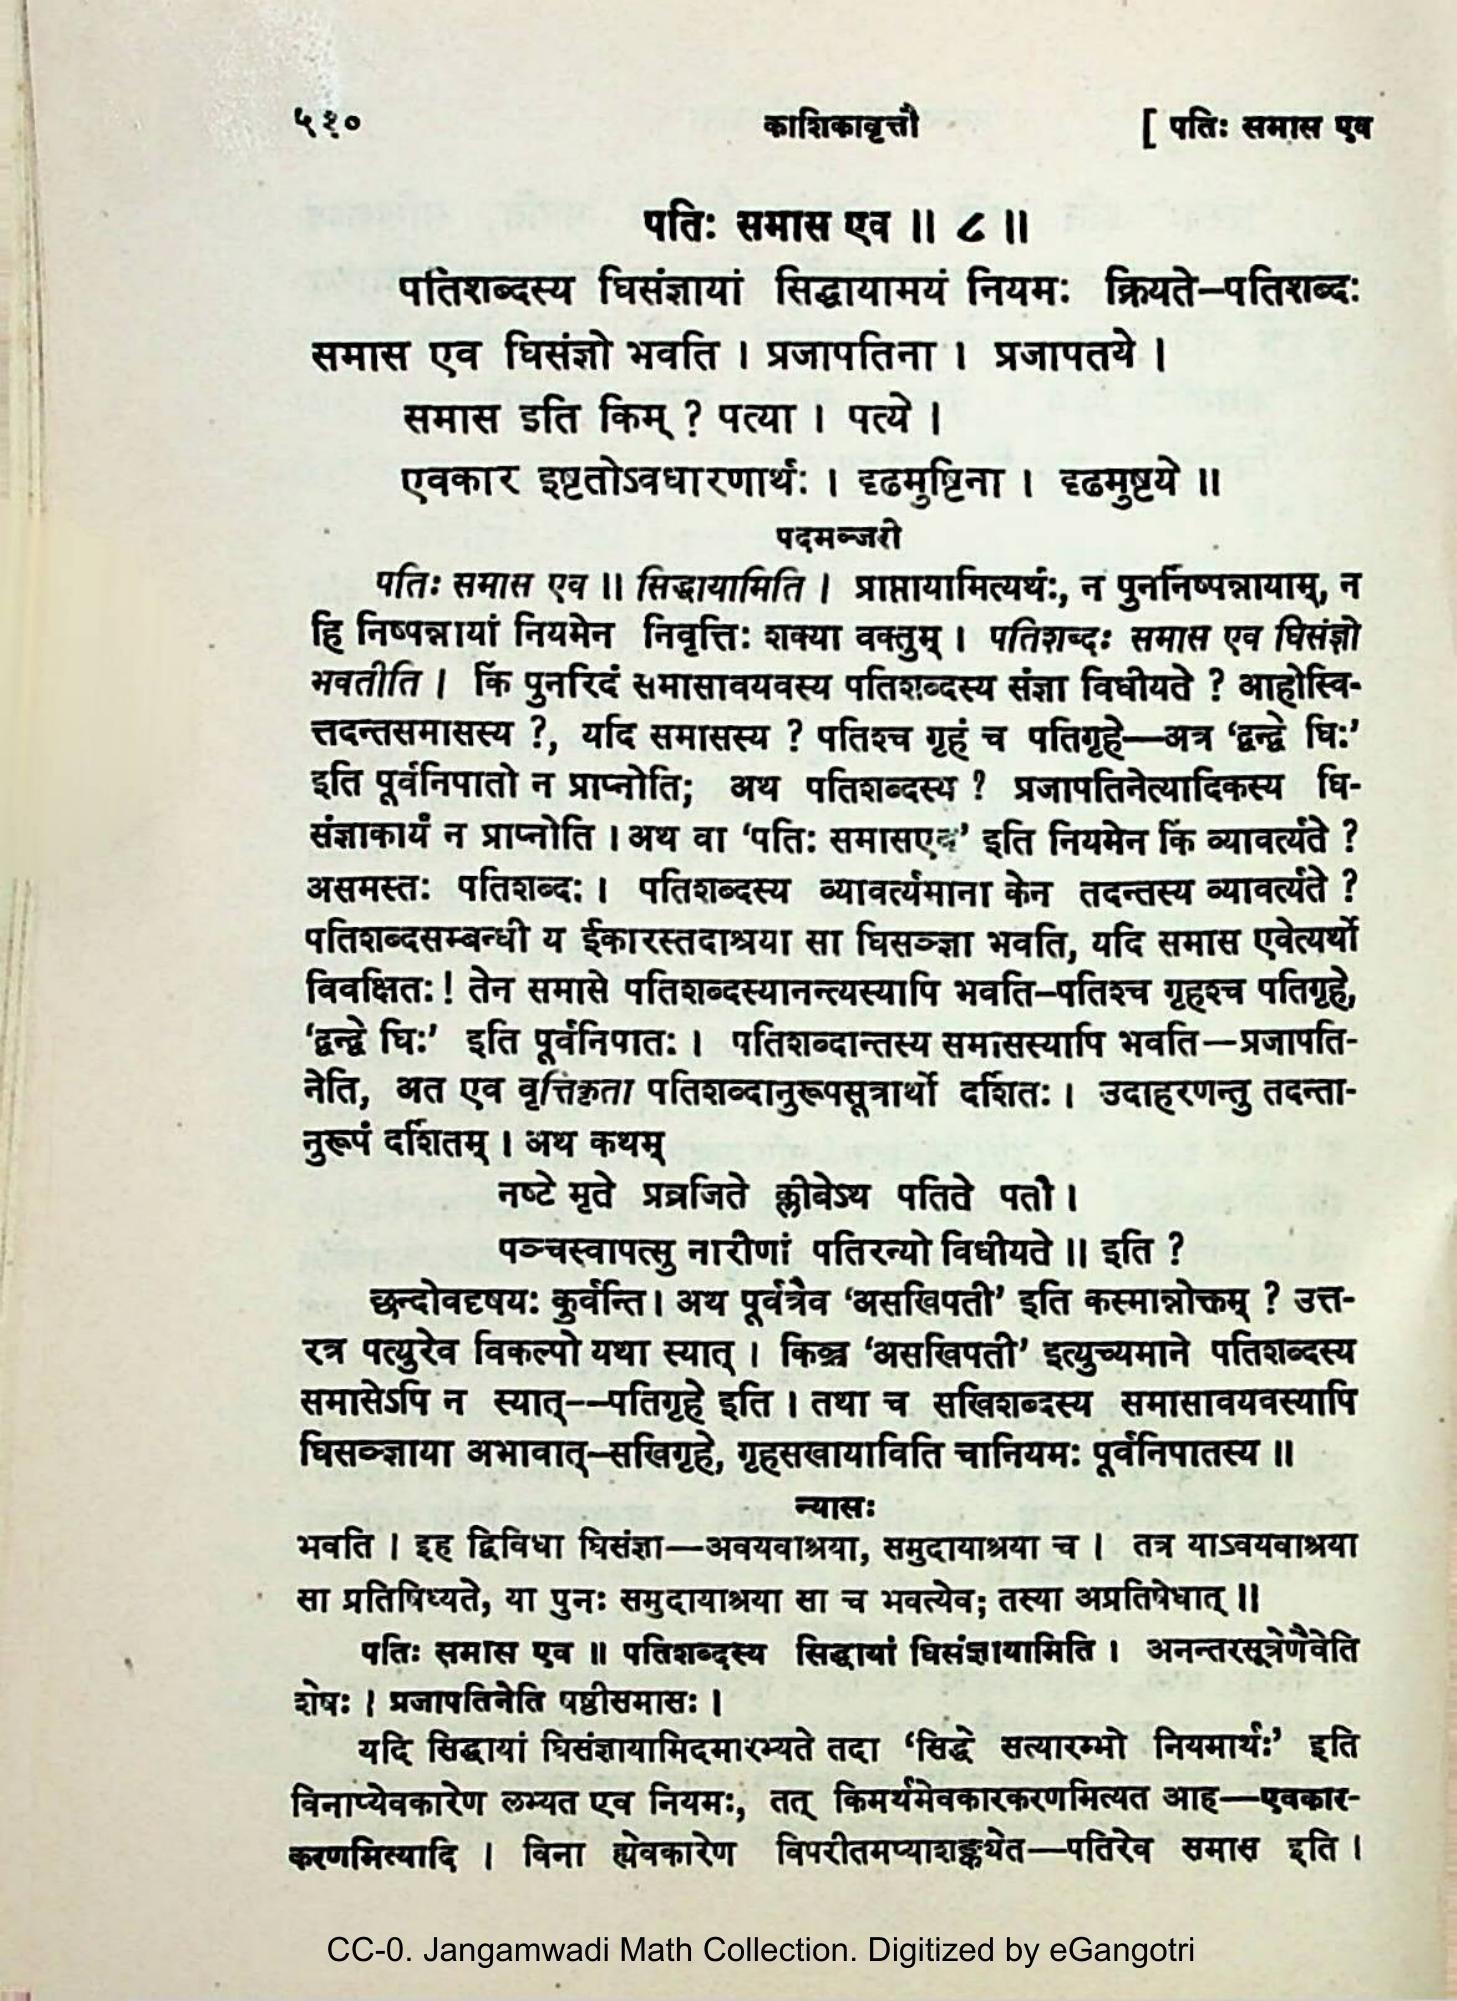 ५१० काशिकावृत्तौ [ पतिः समास एव
पतिः समास एव ॥ ८ ॥
पतिशब्दस्य घिसंज्ञायां सिद्धायामयं नियमः क्रियते–पतिशब्दः
समास एव घिसंज्ञो भवति । प्रजापतिना । प्रजापतये ।
समास इति किम् ? पत्या । पत्ये ।
एवकार इष्टतोऽवधारणार्थः । दृढमुष्टिना । दृढमुष्टये ॥
पदमञ्जरी
पतिः समास एव ॥ सिद्धायामिति । प्राप्तायामित्यर्थः, न पुनर्निष्पन्नायाम्, न
हि निष्पन्नायां नियमेन निवृत्तिः शक्या वक्तुम् । पतिशब्दः समास एव घिसंज्ञो
भवतीति । किं पुनरिदं समासावयवस्य पतिशब्दस्य संज्ञा विधीयते ? आहोस्वि-
त्तदन्तसमासस्य ?, यदि समासस्य ? पतिश्च गृहं च पतिगृहे—अत्र ‘द्वन्द्वे घिः’
इति पूर्वनिपातो न प्राप्नोति; अथ पतिशब्दस्य ? प्रजापतिनेत्यादिकस्य घि-
संज्ञाकार्यं न प्राप्नोति । अथ वा ‘पतिः समासएव’ इति नियमेन किं व्यावर्त्यते ?
असमस्तः पतिशब्दः । पतिशब्दस्य व्यावर्त्यमाना केन तदन्तस्य व्यावर्त्यते ?
पतिशब्दसम्बन्धी य ईकारस्तदाश्रया सा घिसञ्ज्ञा भवति, यदि समास एवेत्यर्थो
विवक्षितः! तेन समासे पतिशब्दस्यानन्त्यस्यापि भवति–पतिश्च गृहश्च पतिगृहे,
‘द्वन्द्वे घिः’ इति पूर्वनिपातः । पतिशब्दान्तस्य समासस्यापि भवति—प्रजापति-
नेति, अत एव वृत्तिकृता पतिशब्दानुरूपसूत्रार्थो दर्शितः । उदाहरणन्तु तदन्ता-
नुरूपं दर्शितम् । अथ कथम्
नष्टे मृते प्रव्रजिते क्लीबेऽथ पतिते पतौ ।
पञ्चस्वापत्सु नारीणां पतिरन्यो विधीयते ॥ इति ?
छन्दोवदृषयः कुर्वन्ति । अथ पूर्वत्रैव ‘असखिपती’ इति कस्मान्नोक्तम् ? उत्त-
रत्र पत्युरेव विकल्पो यथा स्यात् । किञ्च ‘असखिपती’ इत्युच्यमाने पतिशब्दस्य
समासेऽपि न स्यात्--पतिगृहे इति । तथा च सखिशब्दस्य समासावयवस्यापि
घिसञ्ज्ञाया अभावात्–सखिगृहे, गृहसखायाविति चानियमः पूर्वनिपातस्य ॥
न्यासः
भवति । इह द्विविधा घिसंज्ञा—अवयवाश्रया, समुदायाश्रया च । तत्र याऽवयवाश्रया
सा प्रतिषिध्यते, या पुनः समुदायाश्रया सा च भवत्येव; तस्या अप्रतिषेधात् ॥
पतिः समास एव ॥ पतिशब्दस्य सिद्धायां घिसंज्ञायामिति । अनन्तरसूत्रेणैवेति
शेषः । प्रजापतिनेति षष्ठीसमासः ।
यदि सिद्धायां घिसंज्ञायामिदमारभ्यते तदा ‘सिद्धे सत्यारम्भो नियमार्थः’ इति
विनाप्येवकारेण लभ्यत एव नियमः, तत् किमर्थमेवकारकरणमित्यत आह—एवकार-
करणमित्यादि । विना ह्येवकारेण विपरीतमप्याशङ्क्येत—पतिरेव समास इति ।
CC-0. Jangamwadi Math Collection. Digitized by eGangotri